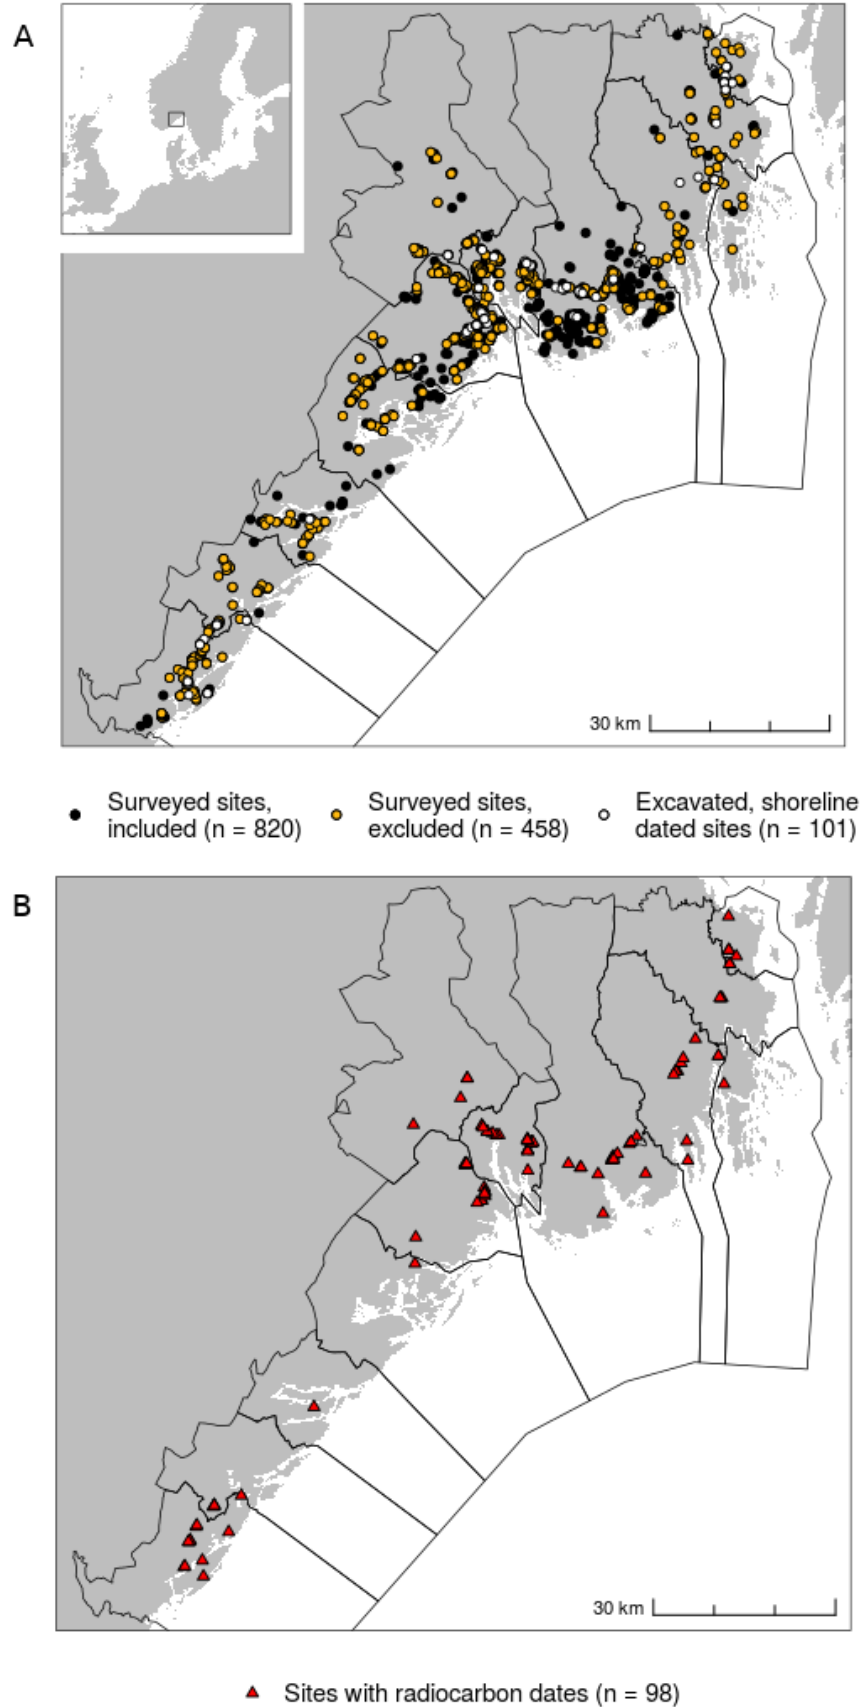 A
30 km
Surveyed sites,
included (n = 820)
Surveyed sites,
excluded (n = 458)
Excavated, shoreline
dated sites (n = 101)
B
30 km
Sites with radiocarbon dates (n = 98)